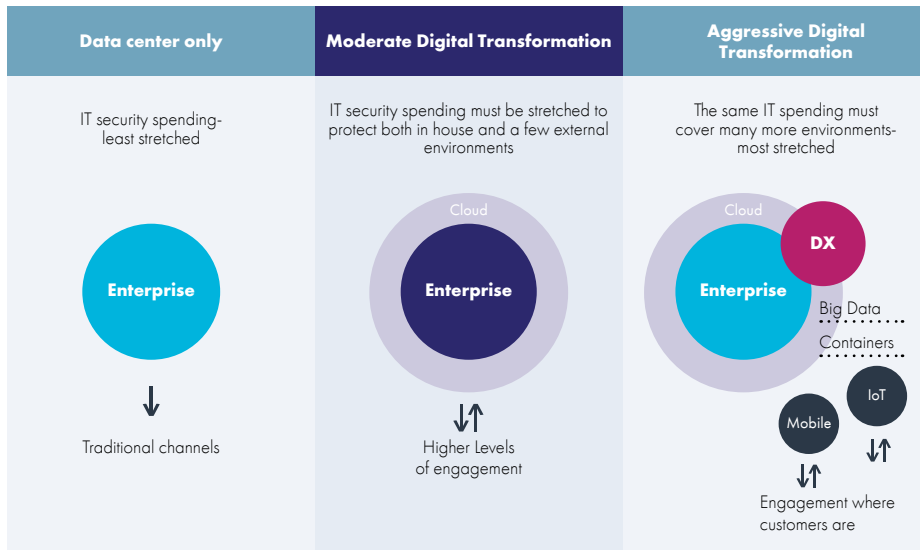 Data center only
IT security spending-
least stretched
Enterprise
Traditional channels
Moderate Digital Transformation
IT security spending must be stretched to
protect both in house and a few external
environments
Cloud
Enterprise
Higher Levels
of engagement
Aggressive Digital
Transformation
The same IT spending must
cover many more environments-
most stretched
Cloud
DX
Enterprise
Big Data
Containers
IoT
Mobile
Engagement where
customers are